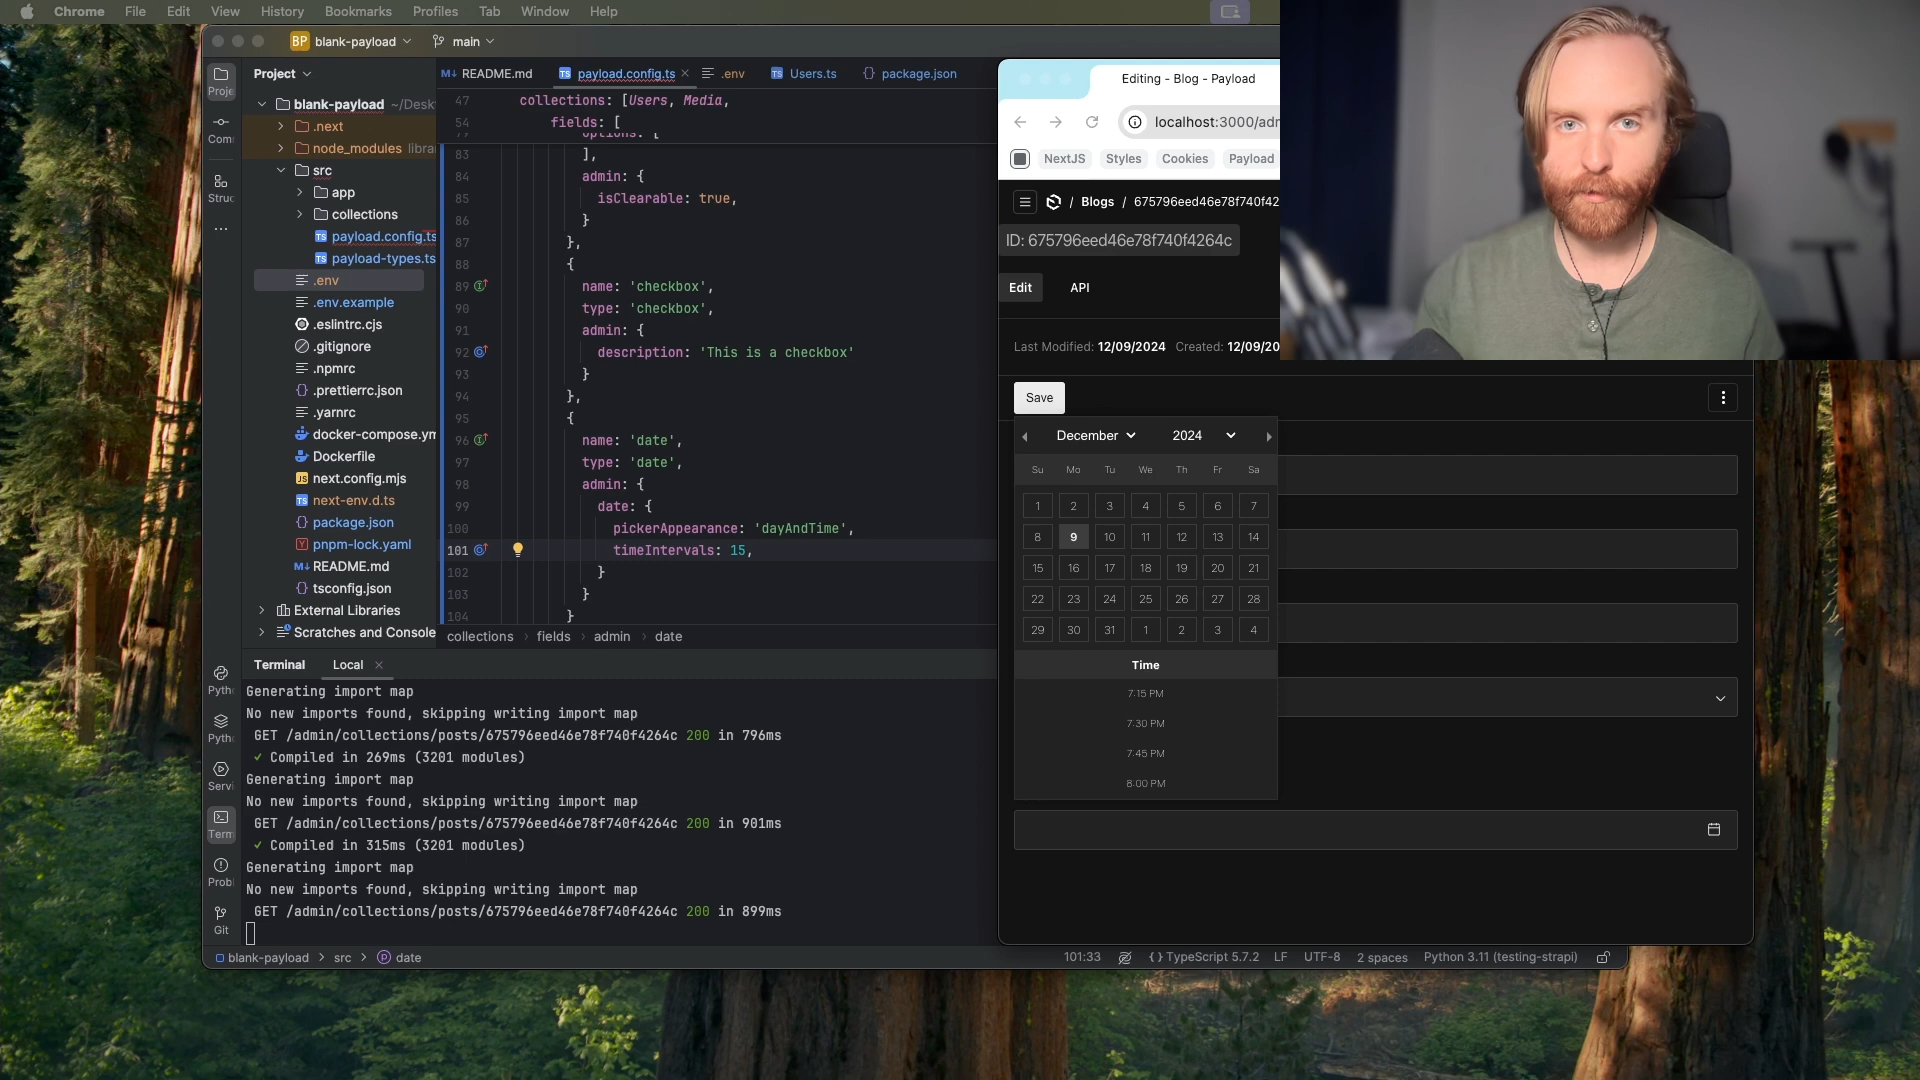 Chrome File Edit View History Bookmarks Profiles Tab Window Help
BP blank-payload main
Project
README.md payload.config.ts .env Users.ts package.json
Proje
Com
Struc
blank-payload ~/Desk
.next
node_modules libra
src
app
collections
payload.config.ts
payload-types.ts
.env
.env.example
.eslintrc.cjs
.gitignore
.npmrc
.prettierrc.json
.yarnrc
docker-compose.ym
Dockerfile
next.config.mjs
next-env.d.ts
package.json
pnpm-lock.yaml
README.md
tsconfig.json
External Libraries
Scratches and Console
47 collections: [Users, Media,
54 fields: [
options: [
83 ],
84 admin: {
85 isClearable: true,
86 }
87 },
88 {
89 name: 'checkbox',
90 type: 'checkbox',
91 admin: {
92 description: 'This is a checkbox'
93 }
94 },
95 {
96 name: 'date',
97 type: 'date',
98 admin: {
99 date: {
100 pickerAppearance: 'dayAndTime',
101 timeIntervals: 15,
102 }
103 }
104 }
collections › fields › admin › date
Terminal Local
Generating import map
No new imports found, skipping writing import map
GET /admin/collections/posts/675796eed46e78f740f4264c 200 in 796ms
✓ Compiled in 269ms (3201 modules)
Generating import map
No new imports found, skipping writing import map
GET /admin/collections/posts/675796eed46e78f740f4264c 200 in 901ms
✓ Compiled in 315ms (3201 modules)
Generating import map
No new imports found, skipping writing import map
GET /admin/collections/posts/675796eed46e78f740f4264c 200 in 899ms
Pytho
Pytho
Servi
Term
Probl
Git
blank-payload › src › date
101:33 {} TypeScript 5.7.2 LF UTF-8 2 spaces Python 3.11 (testing-strapi)
Editing - Blog - Payload
localhost:3000/adn
NextJS Styles Cookies Payload
/ Blogs / 675796eed46e78f740f42
ID: 675796eed46e78f740f4264c
Edit API
Last Modified: 12/09/2024 Created: 12/09/20
Save
December 2024
Su Mo Tu We Th Fr Sa
1 2 3 4 5 6 7
8 9 10 11 12 13 14
15 16 17 18 19 20 21
22 23 24 25 26 27 28
29 30 31 1 2 3 4
Time
7:15 PM
7:30 PM
7:45 PM
8:00 PM